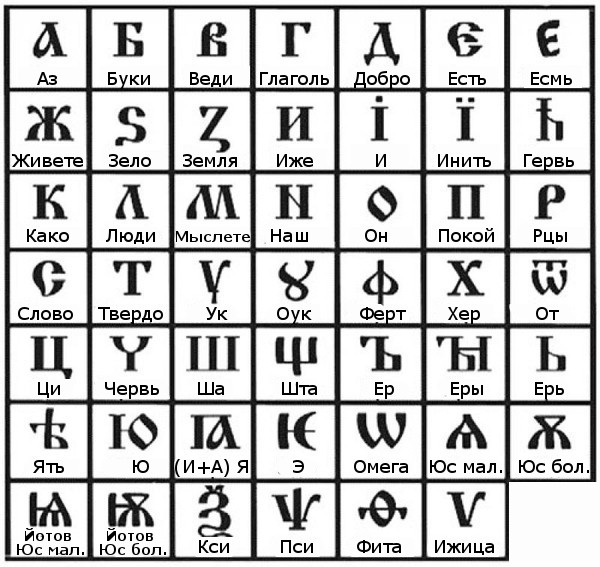 А Б В Г Д Є Е
Аз Буки Веди Глаголь Добро Есть Есмь
Ж Ѕ Ꙁ И І Ї Ћ
Живете Зело Земля Иже И Инить Гервь
К Л М N О П Р
Како Люди Мыслете Наш Он Покой Рцы
С Т Ѵ Ȣ Ф Х Ѿ
Слово Твердо Ук Оук Ферт Хер От
Ц Ч Ш Щ Ъ ЪИ Ь
Ци Червь Ша Шта Ер Еры Ерь
Ѣ Ю Ꙗ Ѥ Ѡ Ѧ Ѫ
Ять Ю (И+А) Я Э Омега Юс мал. Юс бол.
Ѩ Ѭ Ѯ Ѱ Ѳ Ѵ
Йотов Юс мал. Йотов Юс бол. Кси Пси Фита Ижица